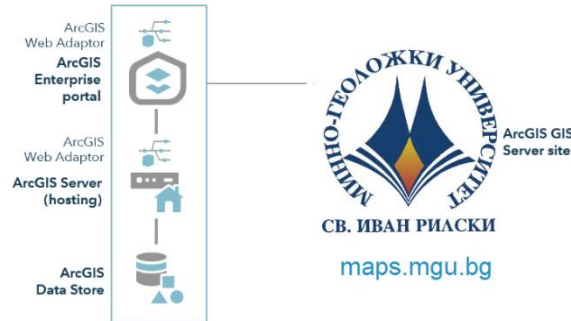 ArcGIS
Web Adaptor
ArcGIS
Enterprise
portal
ArcGIS
Web Adaptor
ArcGIS Server
(hosting)
ArcGIS
Data Store
МИННО-ГЕОЛОЖКИ УНИВЕРСИТЕТ
СВ. ИВАН РИЛСКИ
ArcGIS GIS
Server site
maps.mgu.bg